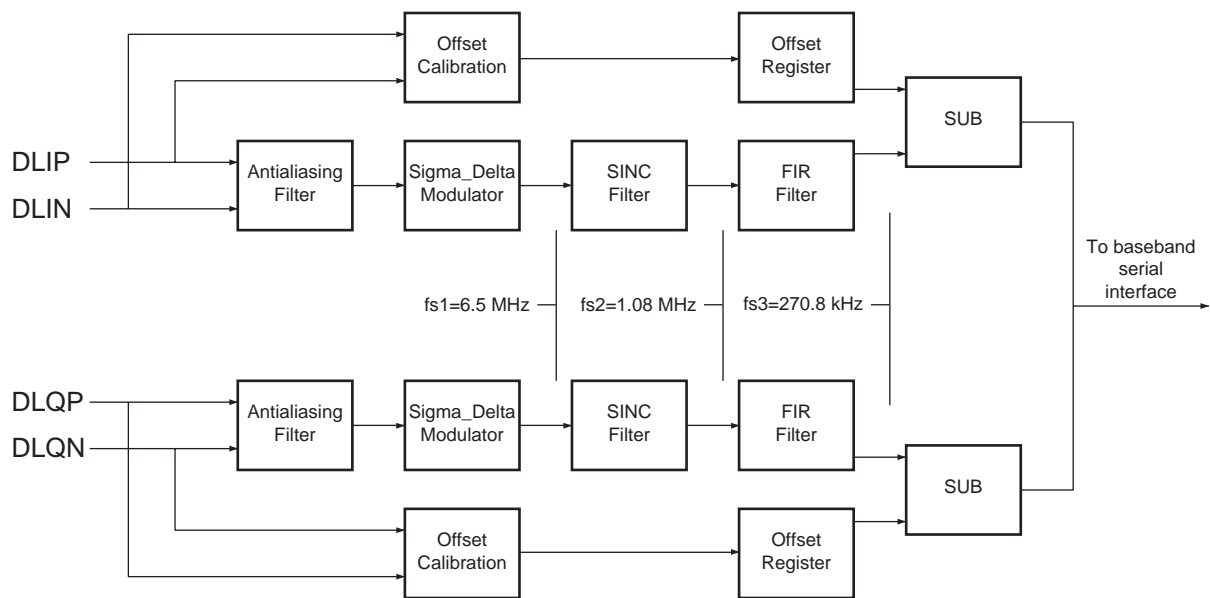 Offset
Calibration
Offset
Register
SUB
DLIP
DLIN
Antialiasing
Filter
Sigma_Delta
Modulator
SINC
Filter
FIR
Filter
To baseband
serial
interface
fs1=6.5 MHz
fs2=1.08 MHz
fs3=270.8 kHz
DLQP
DLQN
Antialiasing
Filter
Sigma_Delta
Modulator
SINC
Filter
FIR
Filter
SUB
Offset
Calibration
Offset
Register